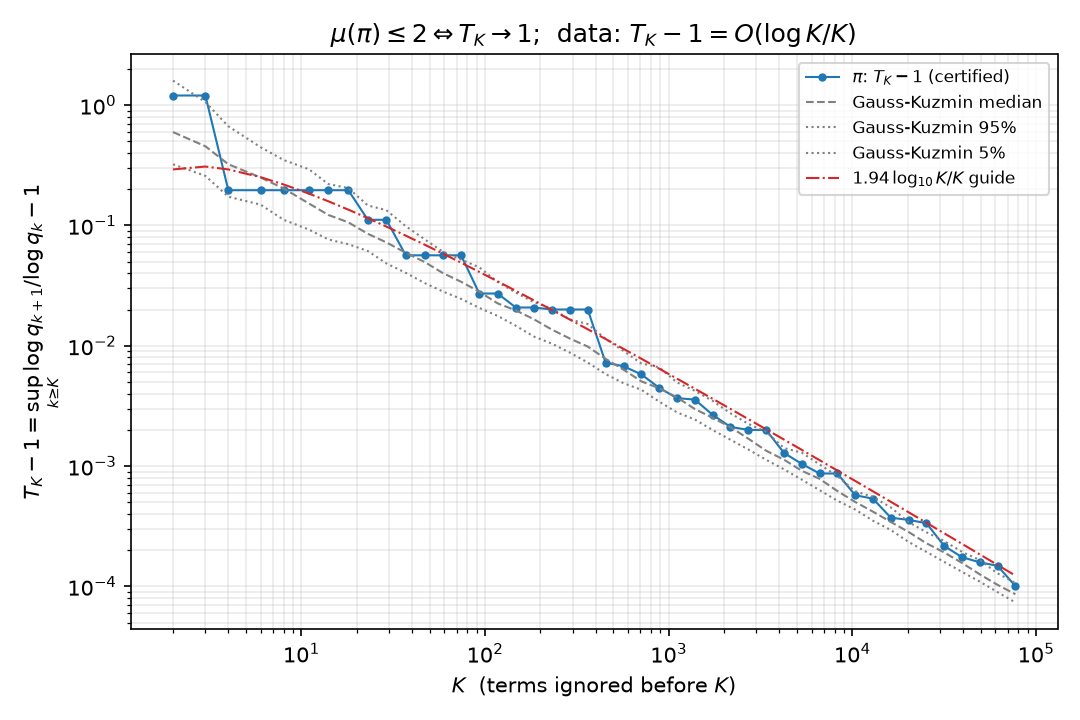 μ(π) ≤ 2 ⇔ T_K → 1;  data: T_K − 1 = O(log K/K)
π: T_K − 1 (certified)
Gauss-Kuzmin median
Gauss-Kuzmin 95%
Gauss-Kuzmin 5%
1.94 log₁₀ K/K guide
T_K − 1 = sup_{k≥K} log q_{k+1}/log q_k − 1
10⁰
10⁻¹
10⁻²
10⁻³
10⁻⁴
10¹
10²
10³
10⁴
10⁵
K (terms ignored before K)